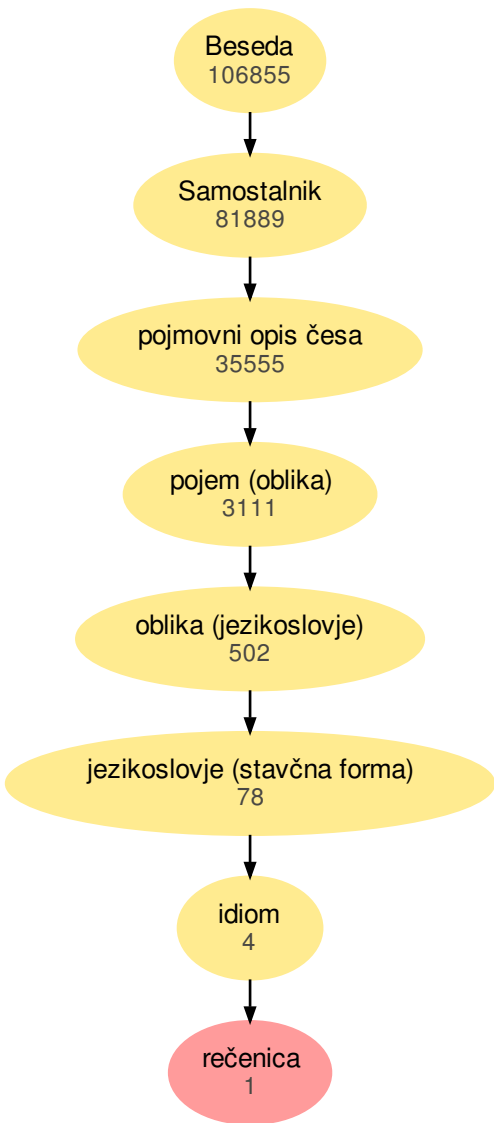 Beseda
106855
Samostalnik
81889
pojmovni opis česa
35555
pojem (oblika)
3111
oblika (jezikoslovje)
502
jezikoslovje (stavčna forma)
78
idiom
4
rečenica
1